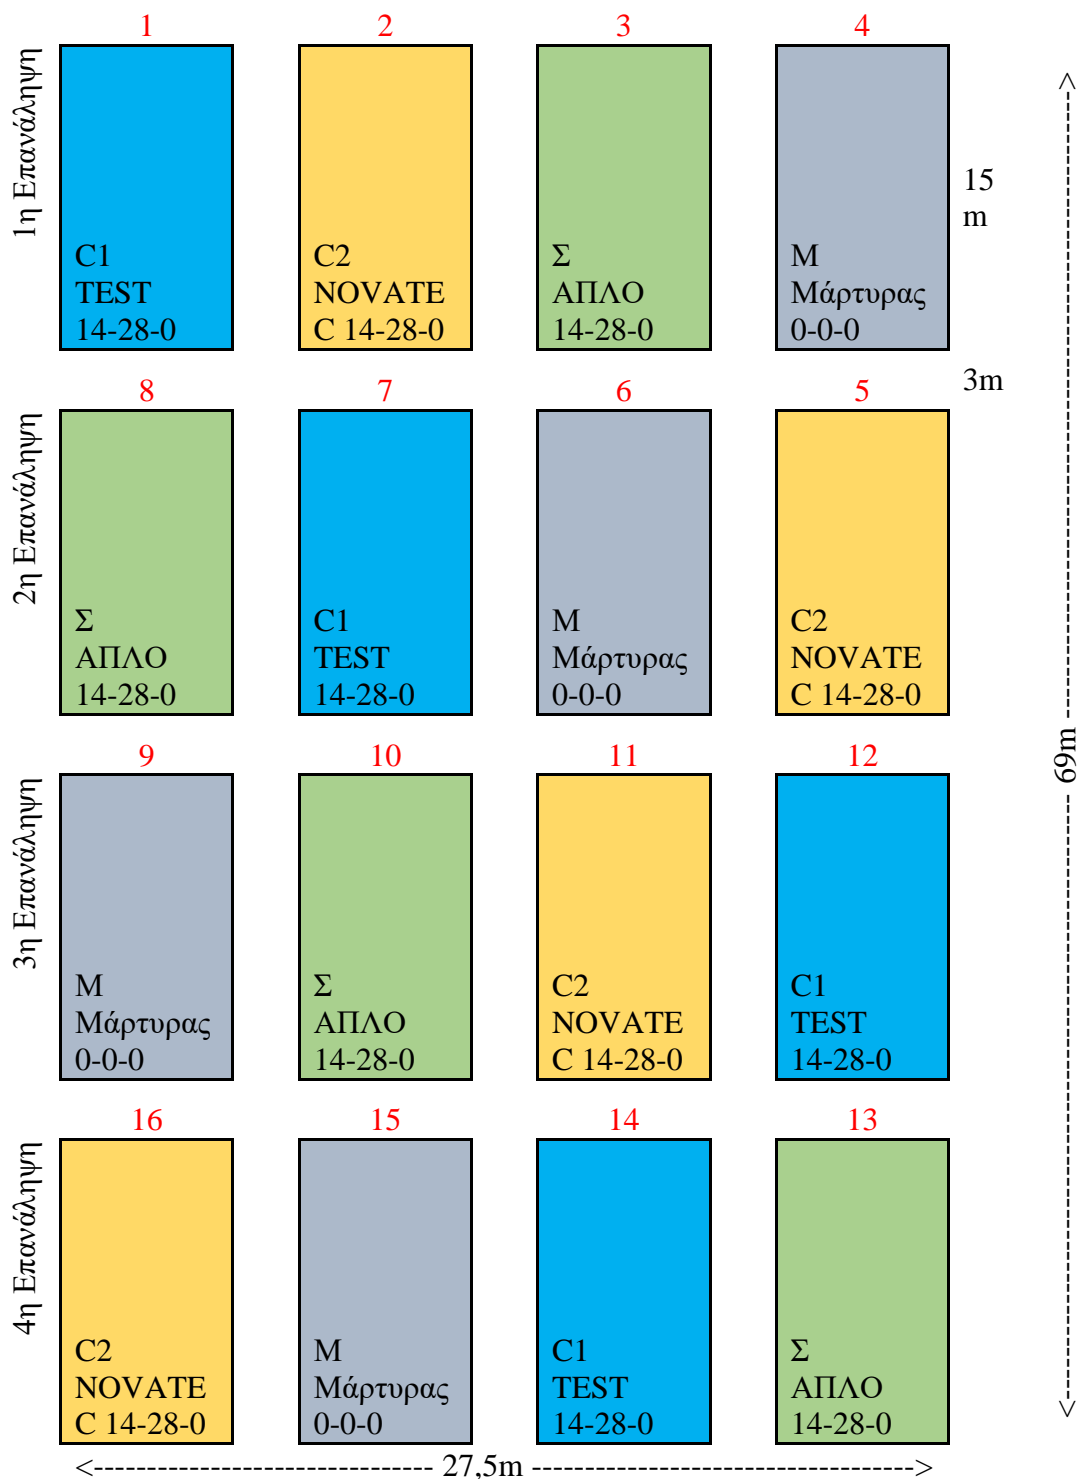 1
2
3
4
1η Επανάληψη
C1
TEST
14-28-0
C2
NOVATE
C 14-28-0
Σ
ΑΠΛΟ
14-28-0
Μ
Μάρτυρας
0-0-0
15
m
3m
8
7
6
5
2η Επανάληψη
Σ
ΑΠΛΟ
14-28-0
C1
TEST
14-28-0
Μ
Μάρτυρας
0-0-0
C2
NOVATE
C 14-28-0
<-------------------------------- 69m -------------------------------->
9
10
11
12
3η Επανάληψη
Μ
Μάρτυρας
0-0-0
Σ
ΑΠΛΟ
14-28-0
C2
NOVATE
C 14-28-0
C1
TEST
14-28-0
16
15
14
13
4η Επανάληψη
C2
NOVATE
C 14-28-0
Μ
Μάρτυρας
0-0-0
C1
TEST
14-28-0
Σ
ΑΠΛΟ
14-28-0
<-------------------------------- 27,5m ------------------------------------>